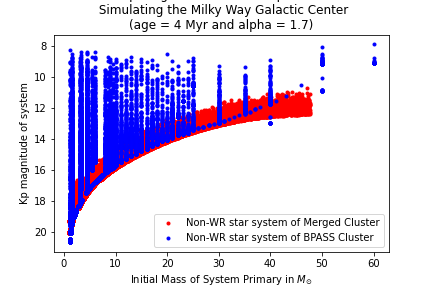 Simulating the Milky Way Galactic Center
(age = 4 Myr and alpha = 1.7)
Kp magnitude of system
8
10
12
14
16
18
20
Non-WR star system of Merged Cluster
Non-WR star system of BPASS Cluster
0 10 20 30 40 50 60
Initial Mass of System Primary in M⊙